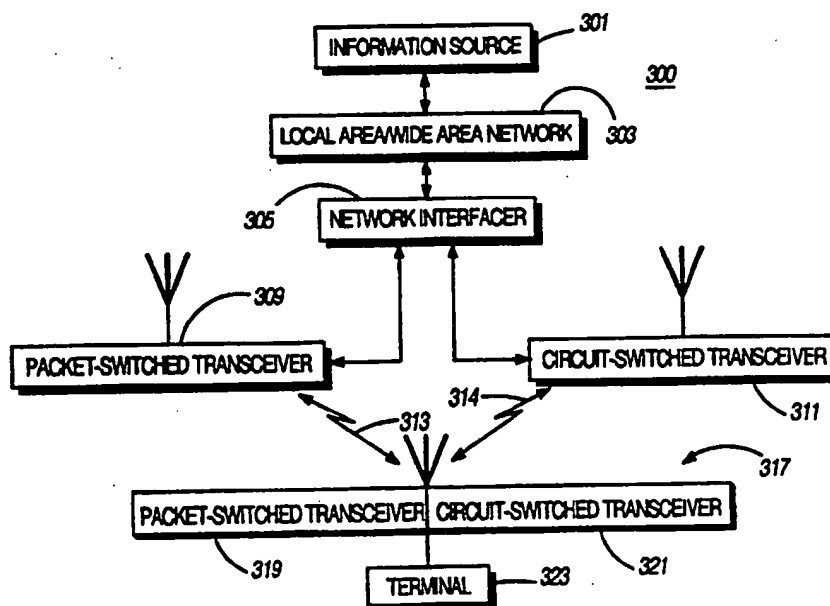 INFORMATION SOURCE
301
300
LOCAL AREA/WIDE AREA NETWORK
303
305
NETWORK INTERFACER
309
PACKET-SWITCHED TRANSCEIVER
CIRCUIT-SWITCHED TRANSCEIVER
311
313
314
317
PACKET-SWITCHED TRANSCEIVER
CIRCUIT-SWITCHED TRANSCEIVER
319
321
TERMINAL
323